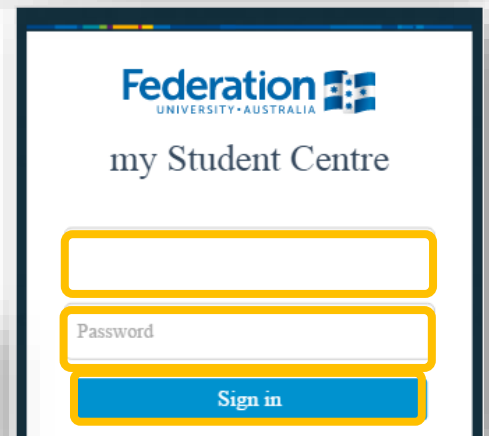 Federation
UNIVERSITY•AUSTRALIA
my Student Centre
Password
Sign in